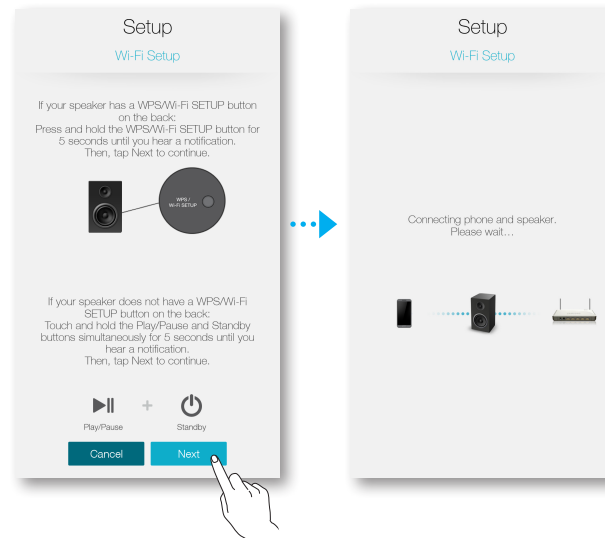 Setup
Wi-Fi Setup
If your speaker has a WPS/Wi-Fi SETUP button
on the back:
Press and hold the WPS/Wi-Fi SETUP button for
5 seconds until you hear a notification.
Then, tap Next to continue.
WPS /
Wi-Fi SETUP
If your speaker does not have a WPS/Wi-Fi
SETUP button on the back:
Touch and hold the Play/Pause and Standby
buttons simultaneously for 5 seconds until you
hear a notification.
Then, tap Next to continue.
+
Play/Pause
Standby
Cancel
Next
Setup
Wi-Fi Setup
Connecting phone and speaker.
Please wait…